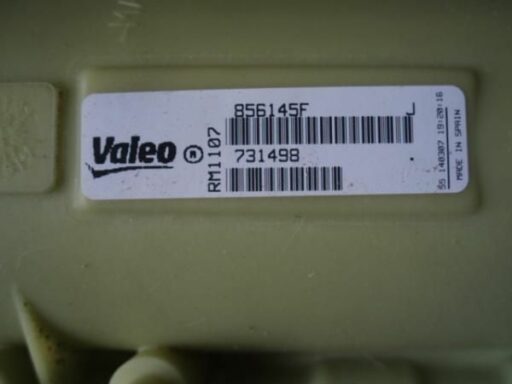 856145F J
Valeo
RM1107
731498
55 140307 19:20:16
MADE IN SPAIN